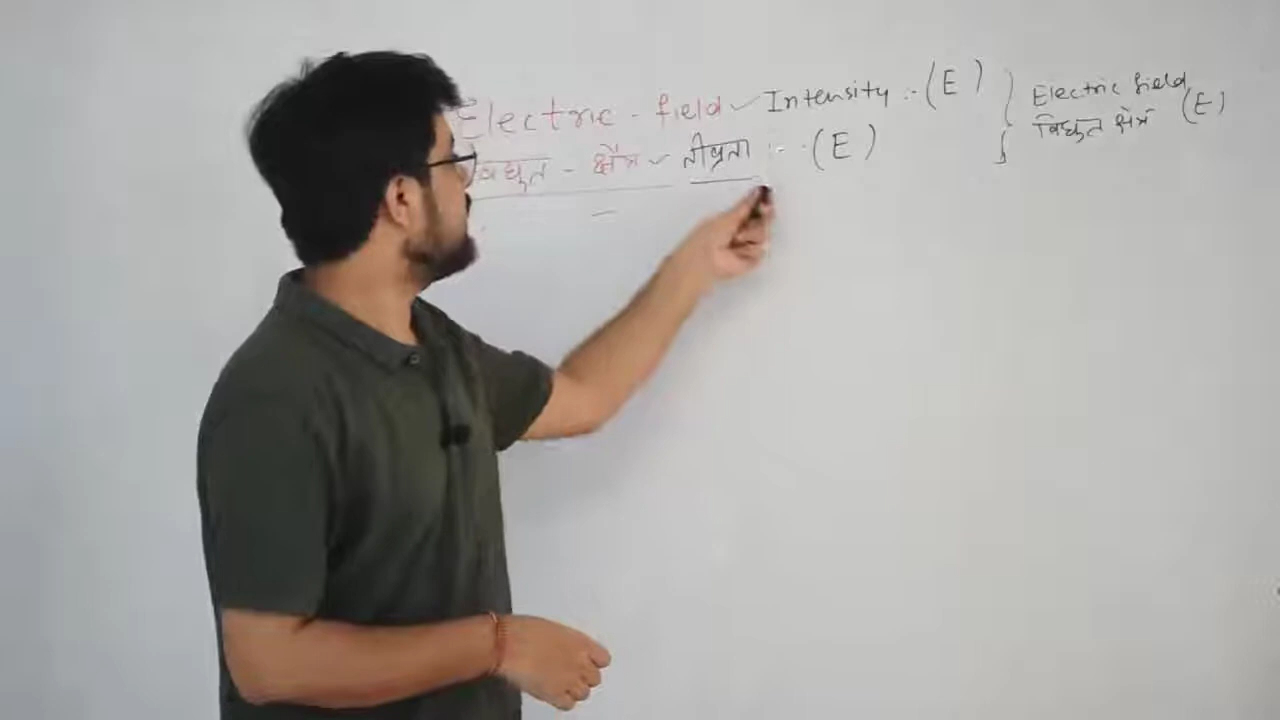 Electric - field Intensity :- (E)
विद्युत - क्षैत्र तीव्रता :- (E)
Electric field
विद्युत क्षैत्र (E)